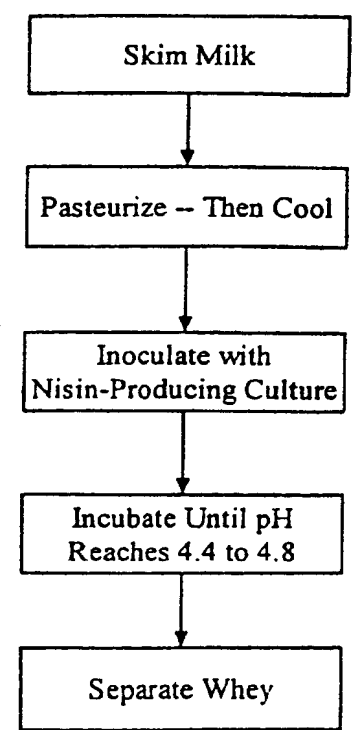 Skim Milk
Pasteurize -- Then Cool
Inoculate with
Nisin-Producing Culture
Incubate Until pH
Reaches 4.4 to 4.8
Separate Whey